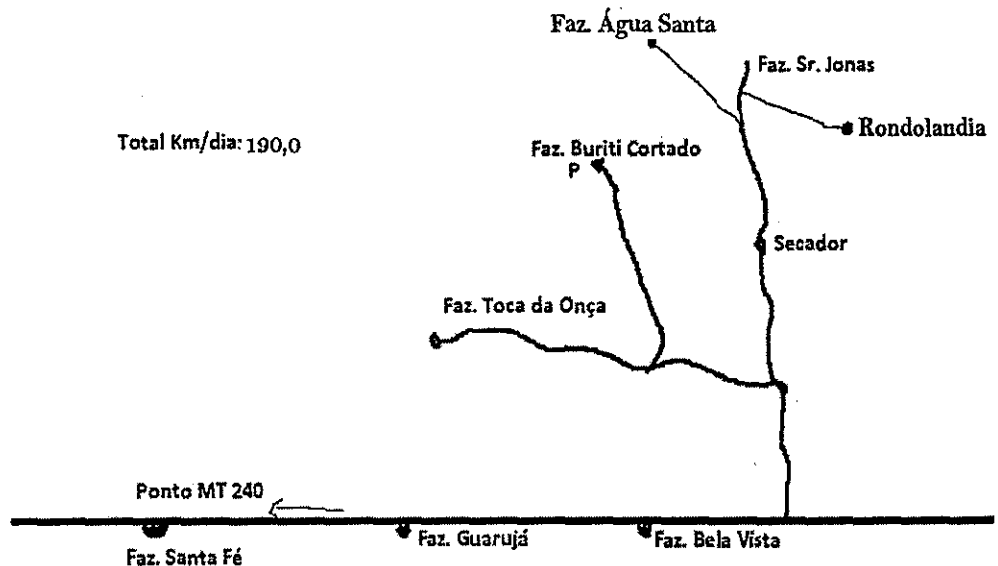 Faz. Água Santa
Faz. Sr. Jonas
Rondolandia
Total Km/dia: 190,0
Faz. Buriti Cortado
P
Secador
Faz. Toca da Onça
Ponto MT 240
Faz. Guarujá
Faz. Bela Vista
Faz. Santa Fé